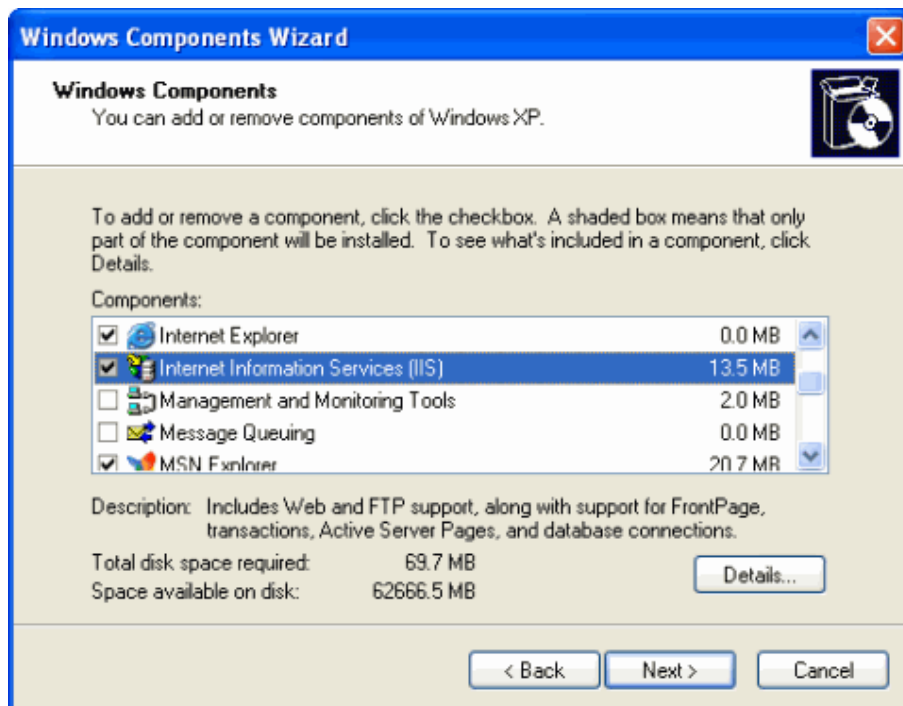 Windows Components Wizard
Windows Components
You can add or remove components of Windows XP.
To add or remove a component, click the checkbox. A shaded box means that only
part of the component will be installed. To see what's included in a component, click
Details.
Components:
Internet Explorer 0.0 MB
Internet Information Services (IIS) 13.5 MB
Management and Monitoring Tools 2.0 MB
Message Queuing 0.0 MB
MSN Explorer 20.7 MB
Description: Includes Web and FTP support, along with support for FrontPage,
transactions, Active Server Pages, and database connections.
Total disk space required: 69.7 MB
Space available on disk: 62666.5 MB
Details...
< Back Next > Cancel